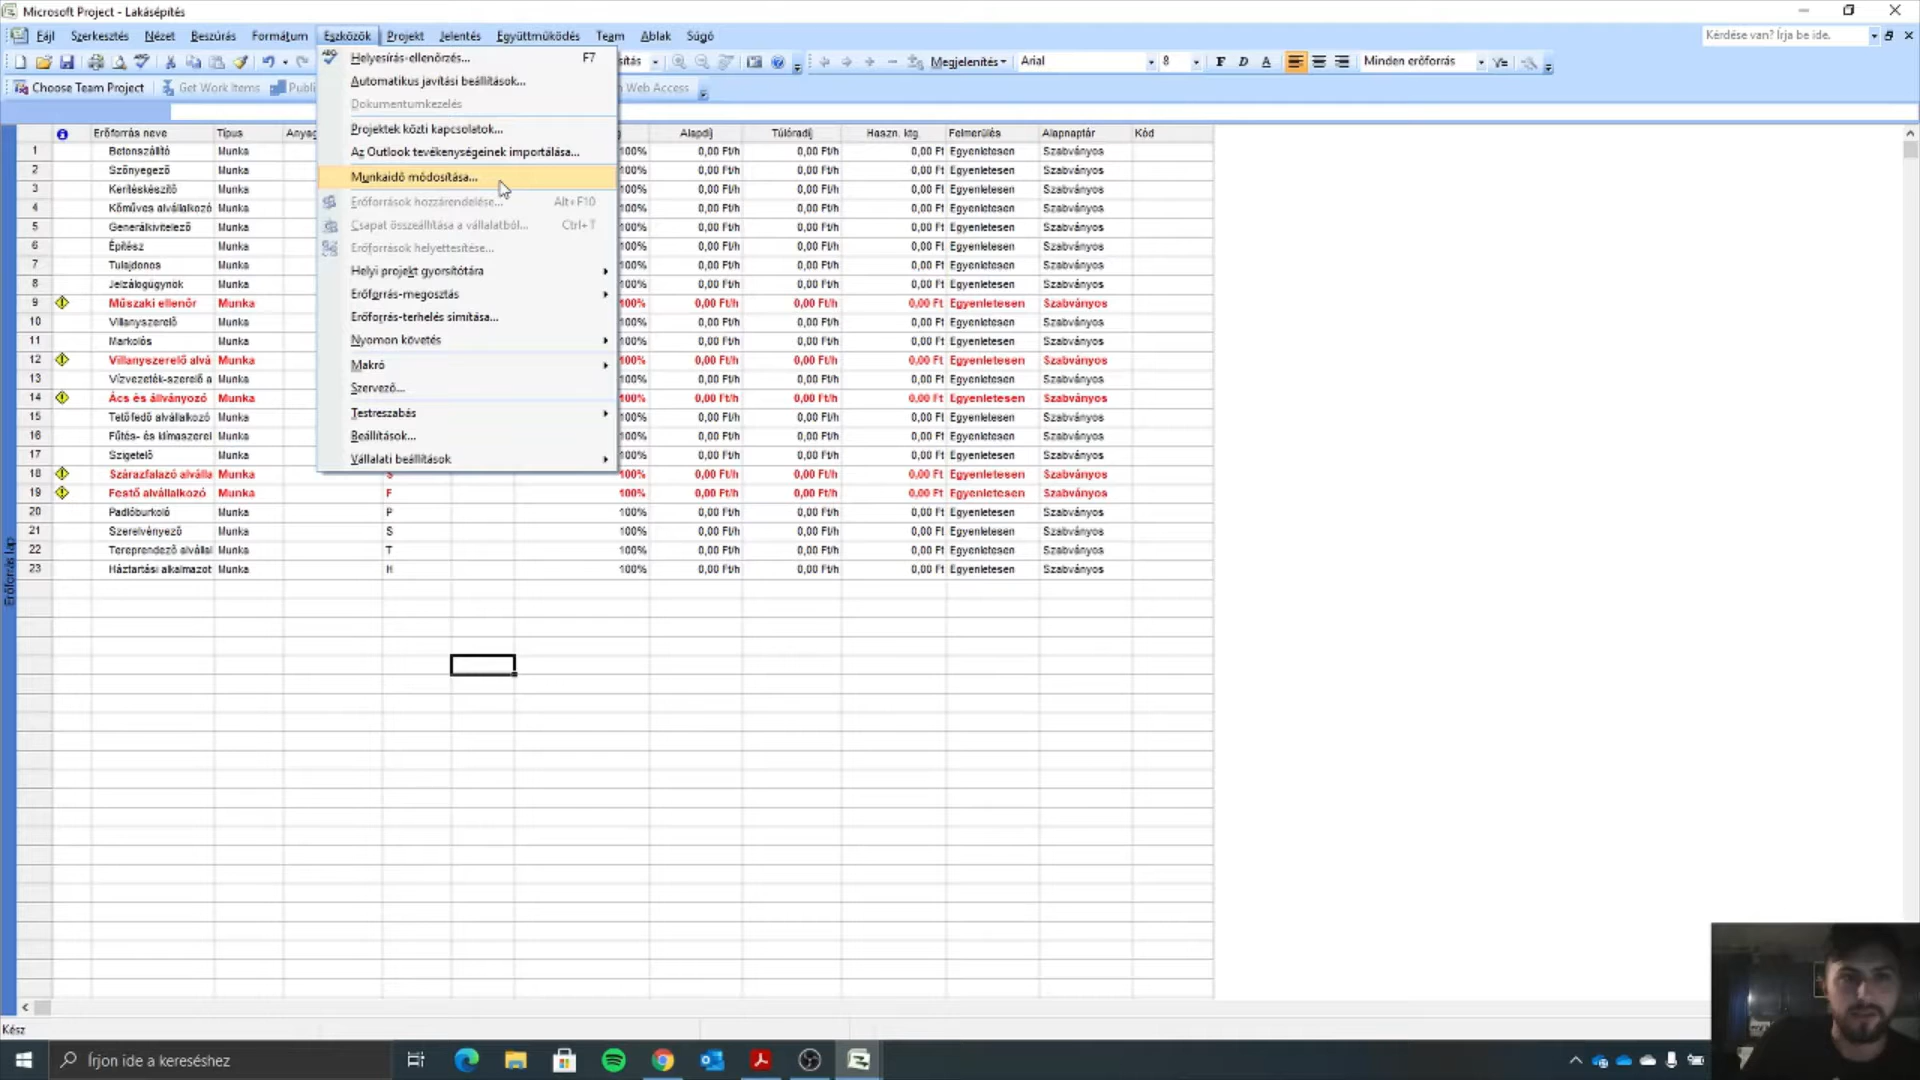 Microsoft Project - Lakásépítés
Fájl Szerkesztés Nézet Beszúrás Formátum Eszközök Projekt Jelentés Együttműködés Team Ablak Súgó
Kérdése van? Írja be ide.
Megjelenítés Arial 8 F D A Minden erőforrás
Choose Team Project Get Work Items Web Access
Helyesírás-ellenőrzés... F7
Automatikus javítási beállítások...
Dokumentumkezelés
Projektek közti kapcsolatok...
Az Outlook tevékenységeinek importálása...
Munkaidő módosítása...
Erőforrások hozzárendelése... Alt+F10
Csapat összeállítása a vállalatból... Ctrl+T
Erőforrások helyettesítése...
Helyi projekt gyorsítótára
Erőforrás-megosztás
Erőforrás-terhelés simítása...
Nyomon követés
Makró
Szervező...
Testreszabás
Beállítások...
Vállalati beállítások
Erőforrás neve Típus Anyag Alapdíj Túlóradíj Haszn. ktg. Felmerülés Alapnaptár Kód
1 Betonszállító Munka 100% 0,00 Ft/h 0,00 Ft/h 0,00 Ft Egyenletesen Szabványos
2 Szőnyegező Munka 100% 0,00 Ft/h 0,00 Ft/h 0,00 Ft Egyenletesen Szabványos
3 Kerítéskészítő Munka 100% 0,00 Ft/h 0,00 Ft/h 0,00 Ft Egyenletesen Szabványos
4 Kőműves alvállalkozó Munka 100% 0,00 Ft/h 0,00 Ft/h 0,00 Ft Egyenletesen Szabványos
5 Generálkivitelező Munka 100% 0,00 Ft/h 0,00 Ft/h 0,00 Ft Egyenletesen Szabványos
6 Építész Munka 100% 0,00 Ft/h 0,00 Ft/h 0,00 Ft Egyenletesen Szabványos
7 Tulajdonos Munka 100% 0,00 Ft/h 0,00 Ft/h 0,00 Ft Egyenletesen Szabványos
8 Jelzálogügynök Munka 100% 0,00 Ft/h 0,00 Ft/h 0,00 Ft Egyenletesen Szabványos
9 Műszaki ellenőr Munka 100% 0,00 Ft/h 0,00 Ft/h 0,00 Ft Egyenletesen Szabványos
10 Villanyszerelő Munka 100% 0,00 Ft/h 0,00 Ft/h 0,00 Ft Egyenletesen Szabványos
11 Markolós Munka 100% 0,00 Ft/h 0,00 Ft/h 0,00 Ft Egyenletesen Szabványos
12 Villanyszerelő alvá Munka 100% 0,00 Ft/h 0,00 Ft/h 0,00 Ft Egyenletesen Szabványos
13 Vízvezeték-szerelő a Munka 100% 0,00 Ft/h 0,00 Ft/h 0,00 Ft Egyenletesen Szabványos
14 Ács és állványozó Munka 100% 0,00 Ft/h 0,00 Ft/h 0,00 Ft Egyenletesen Szabványos
15 Tetőfedő alvállalkozó Munka 100% 0,00 Ft/h 0,00 Ft/h 0,00 Ft Egyenletesen Szabványos
16 Fűtés- és klímaszerel Munka 100% 0,00 Ft/h 0,00 Ft/h 0,00 Ft Egyenletesen Szabványos
17 Szigetelő Munka 100% 0,00 Ft/h 0,00 Ft/h 0,00 Ft Egyenletesen Szabványos
18 Szárazfalazó alválla Munka S 100% 0,00 Ft/h 0,00 Ft/h 0,00 Ft Egyenletesen Szabványos
19 Festő alvállalkozó Munka F 100% 0,00 Ft/h 0,00 Ft/h 0,00 Ft Egyenletesen Szabványos
20 Padlóburkoló Munka P 100% 0,00 Ft/h 0,00 Ft/h 0,00 Ft Egyenletesen Szabványos
21 Szerelvényező Munka S 100% 0,00 Ft/h 0,00 Ft/h 0,00 Ft Egyenletesen Szabványos
22 Tereprendező alvállal Munka T 100% 0,00 Ft/h 0,00 Ft/h 0,00 Ft Egyenletesen Szabványos
23 Háztartási alkalmazot Munka H 100% 0,00 Ft/h 0,00 Ft/h 0,00 Ft Egyenletesen Szabványos
Erőforrás lap
Kész
Írjon ide a kereséshez